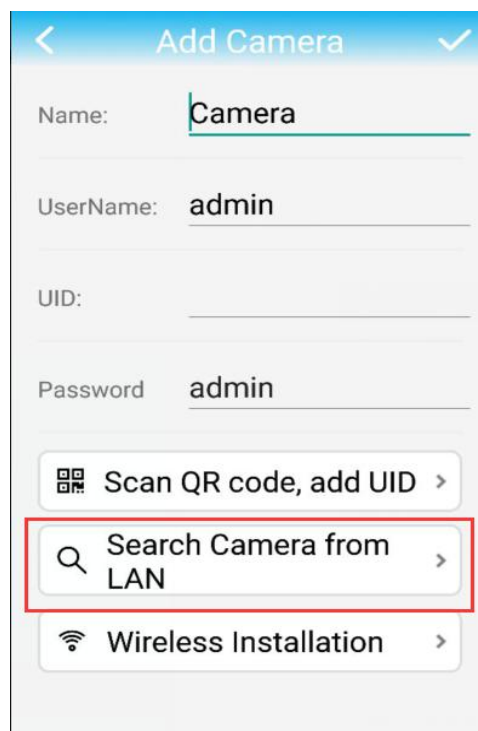 Add Camera
Name: Camera
UserName: admin
UID:
Password admin
Scan QR code, add UID
Search Camera from
LAN
Wireless Installation